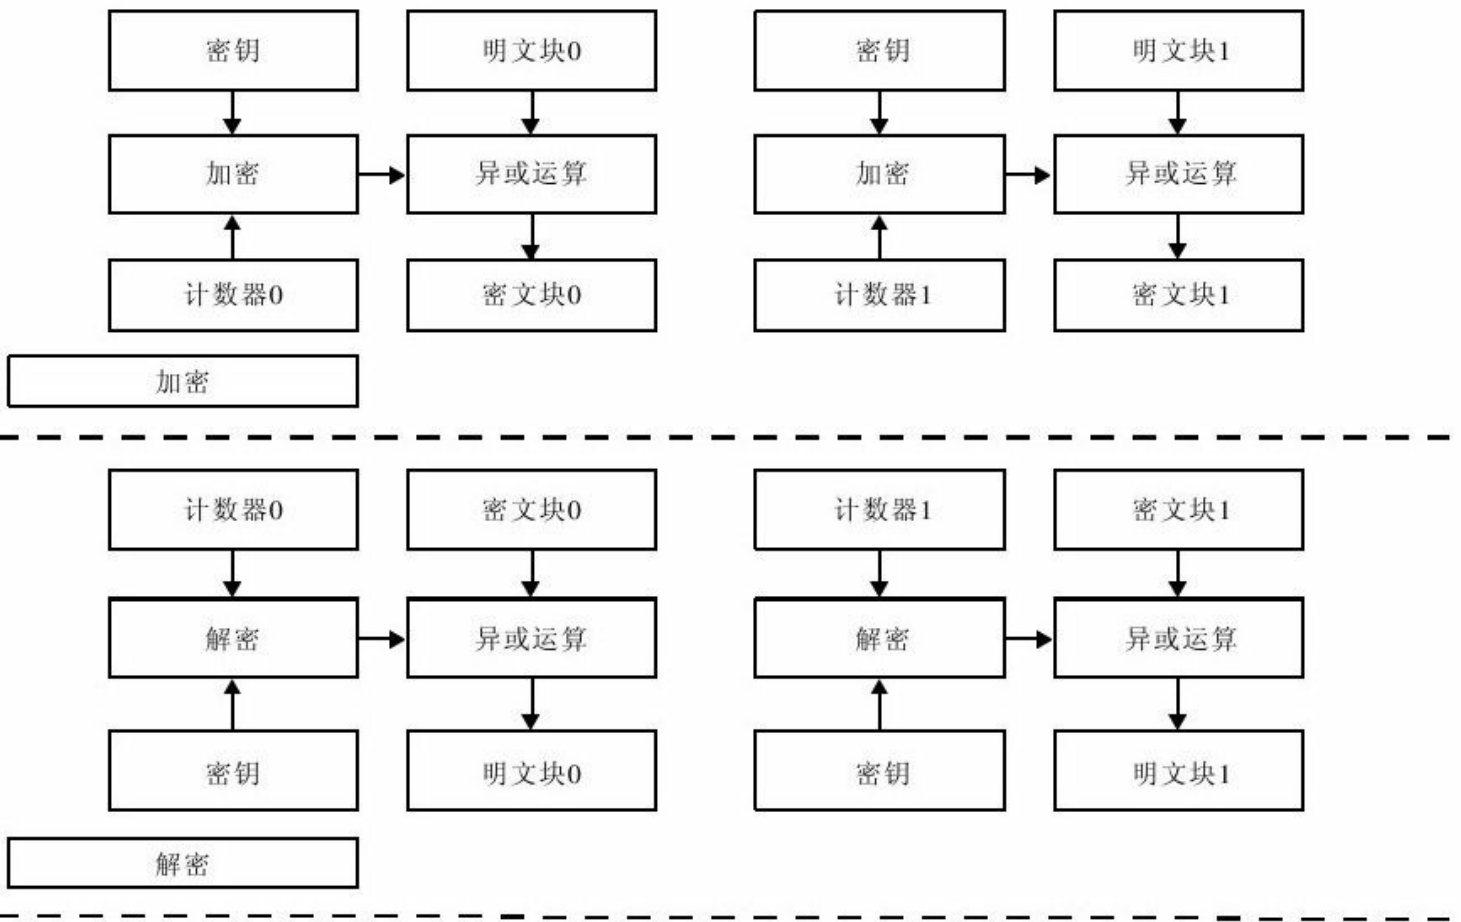 密钥
明文块0
密钥
明文块1
加密
异或运算
加密
异或运算
计数器0
密文块0
计数器1
密文块1
加密
计数器0
密文块0
计数器1
密文块1
解密
异或运算
解密
异或运算
密钥
明文块0
密钥
明文块1
解密